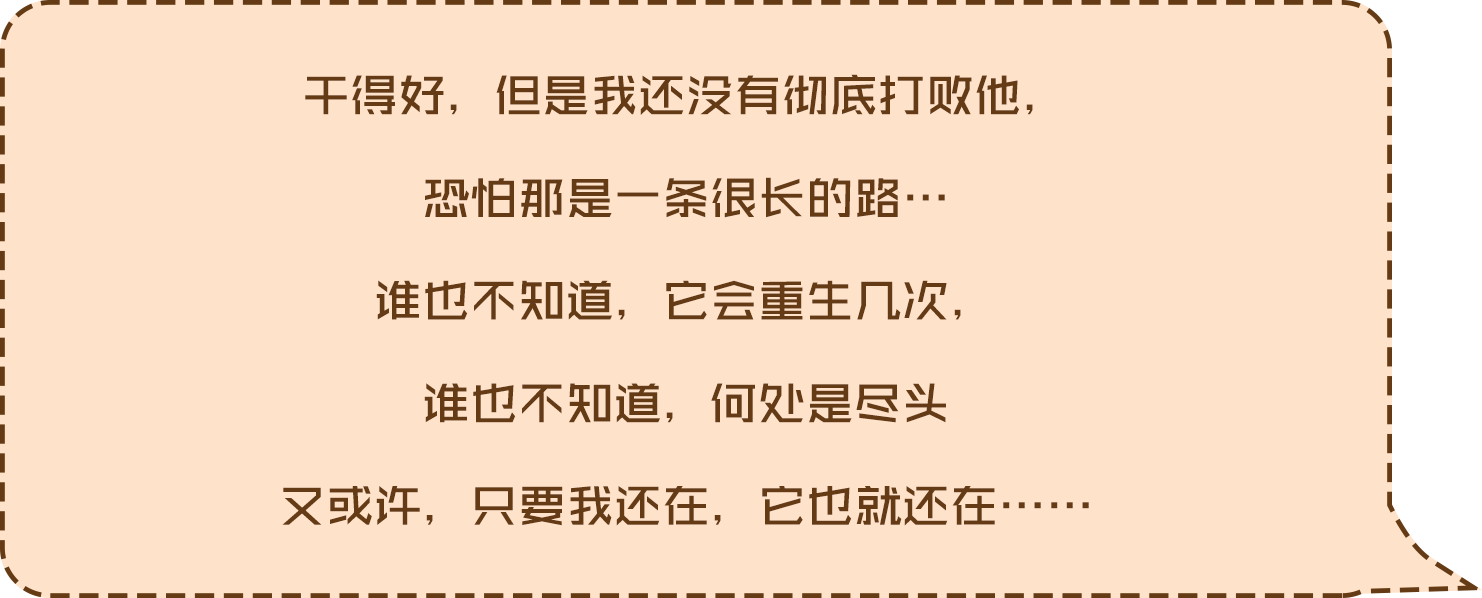 干得好，但是我还没有彻底打败他，
恐怕那是一条很长的路…
谁也不知道，它会重生几次，
谁也不知道，何处是尽头
又或许，只要我还在，它也就还在……